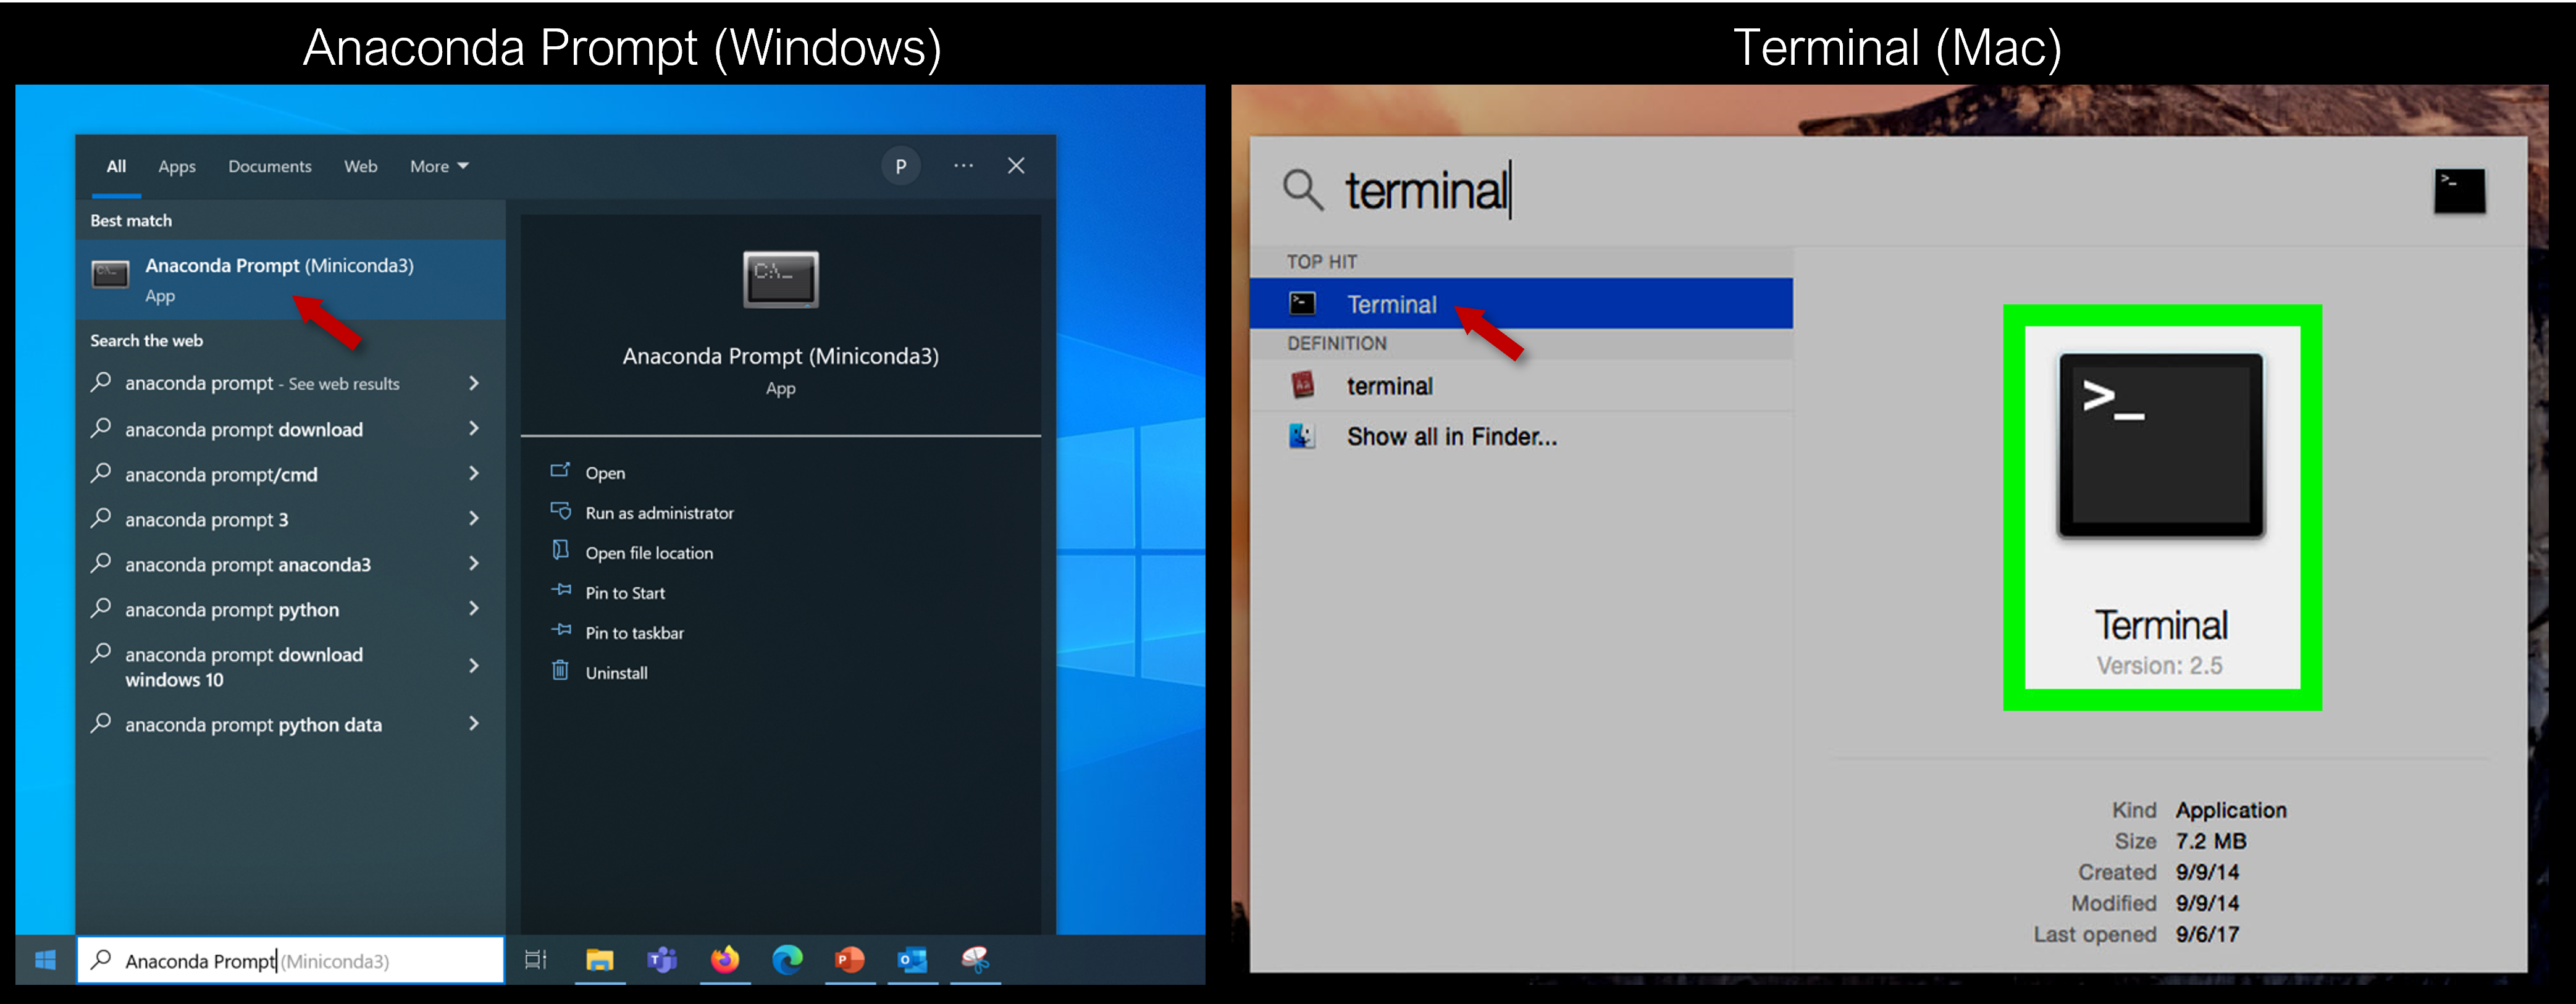 Anaconda Prompt (Windows)
Terminal (Mac)
All Apps Documents Web More P ··· ×
Best match
Anaconda Prompt (Miniconda3)
App
Search the web
anaconda prompt - See web results
anaconda prompt download
anaconda prompt/cmd
anaconda prompt 3
anaconda prompt anaconda3
anaconda prompt python
anaconda prompt download
windows 10
anaconda prompt python data
C:\_
Anaconda Prompt (Miniconda3)
App
Open
Run as administrator
Open file location
Pin to Start
Pin to taskbar
Uninstall
Anaconda Prompt (Miniconda3)
terminal
TOP HIT
Terminal
DEFINITION
terminal
Show all in Finder...
>_
Terminal
Version: 2.5
Kind Application
Size 7.2 MB
Created 9/9/14
Modified 9/9/14
Last opened 9/6/17